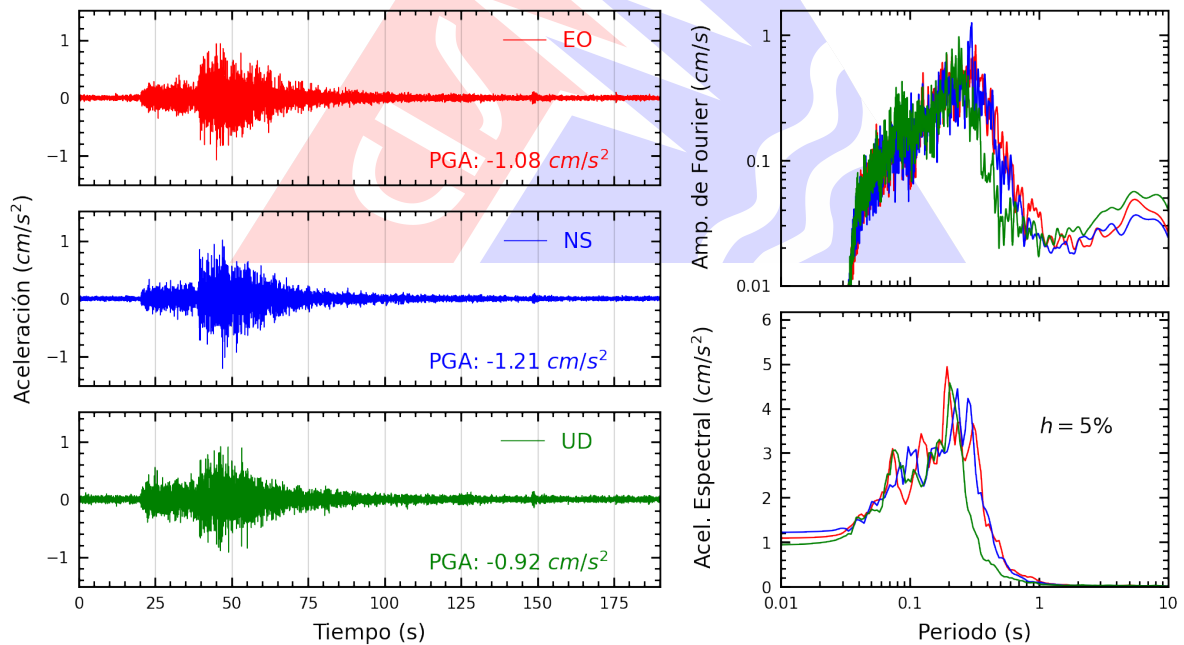 Aceleración (cm/s²)
1
0
−1
EO
PGA: -1.08 cm/s²
1
0
−1
NS
PGA: -1.21 cm/s²
1
0
−1
UD
PGA: -0.92 cm/s²
0 25 50 75 100 125 150 175
Tiempo (s)
Amp. de Fourier (cm/s)
1
0.1
0.01
Acel. Espectral (cm/s²)
6
5
4
3
2
1
0
h = 5%
0.01 0.1 1 10
Periodo (s)